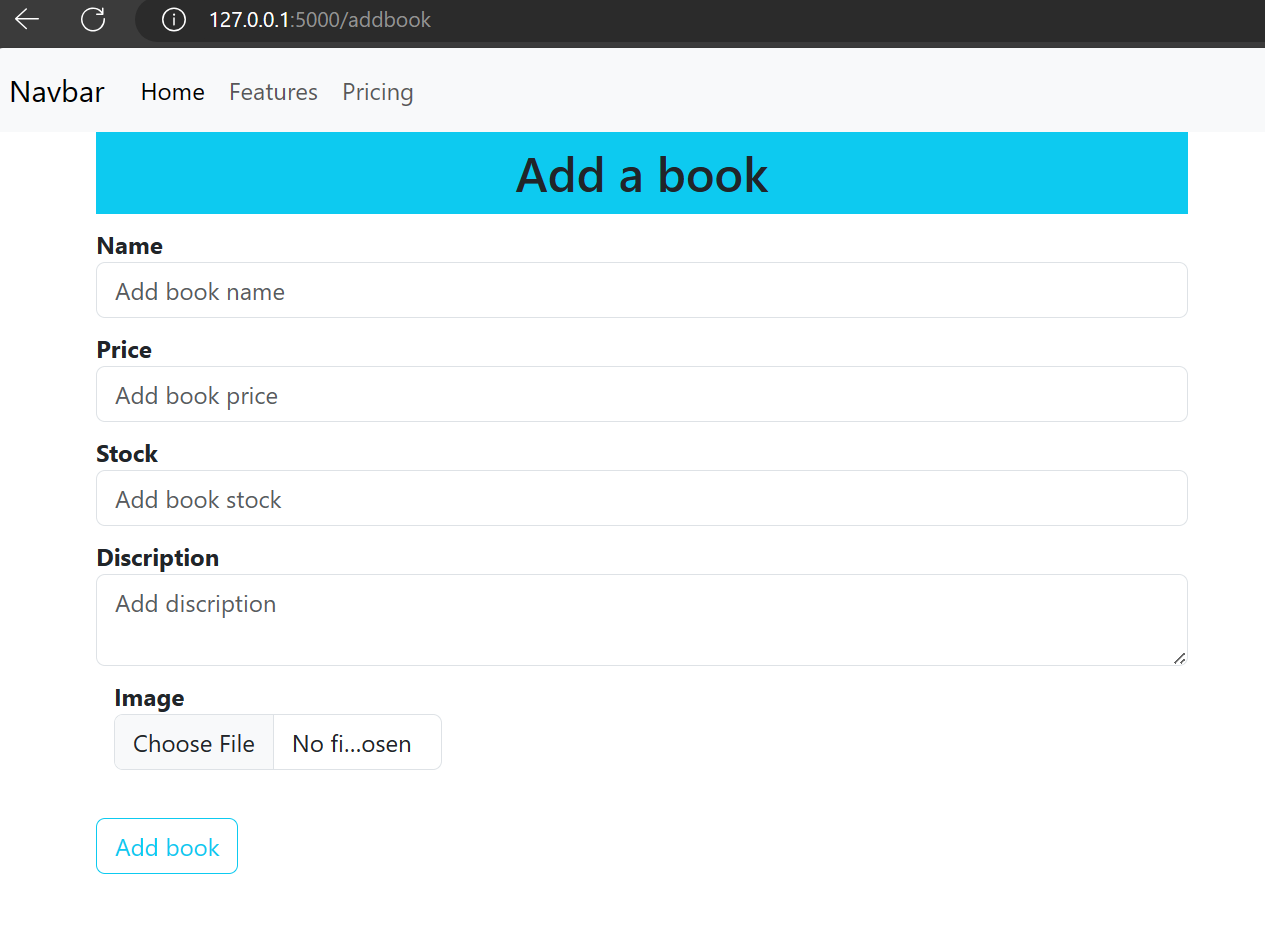 127.0.0.1:5000/addbook
Navbar Home Features Pricing
Add a book
Name
Add book name
Price
Add book price
Stock
Add book stock
Discription
Add discription
Image
Choose File No fi...osen
Add book